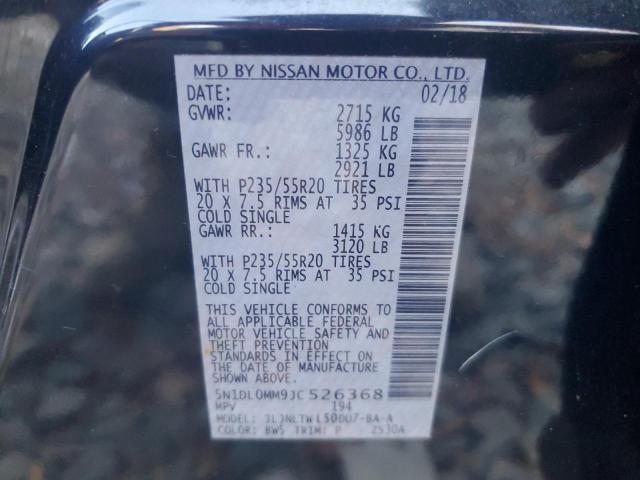 MFD BY NISSAN MOTOR CO., LTD.
DATE: 02/18
GVWR: 2715 KG
5986 LB
GAWR FR.: 1325 KG
2921 LB
WITH P235/55R20 TIRES
20 X 7.5 RIMS AT 35 PSI
COLD SINGLE
GAWR RR.: 1415 KG
3120 LB
WITH P235/55R20 TIRES
20 X 7.5 RIMS AT 35 PSI
COLD SINGLE
THIS VEHICLE CONFORMS TO
ALL APPLICABLE FEDERAL
MOTOR VEHICLE SAFETY AND
THEFT PREVENTION
STANDARDS IN EFFECT ON
THE DATE OF MANUFACTURE
SHOWN ABOVE.
5N1DL0MM9JC526368
MPV 194
MODEL:
COLOR: BW5 TRIM: P 2530A